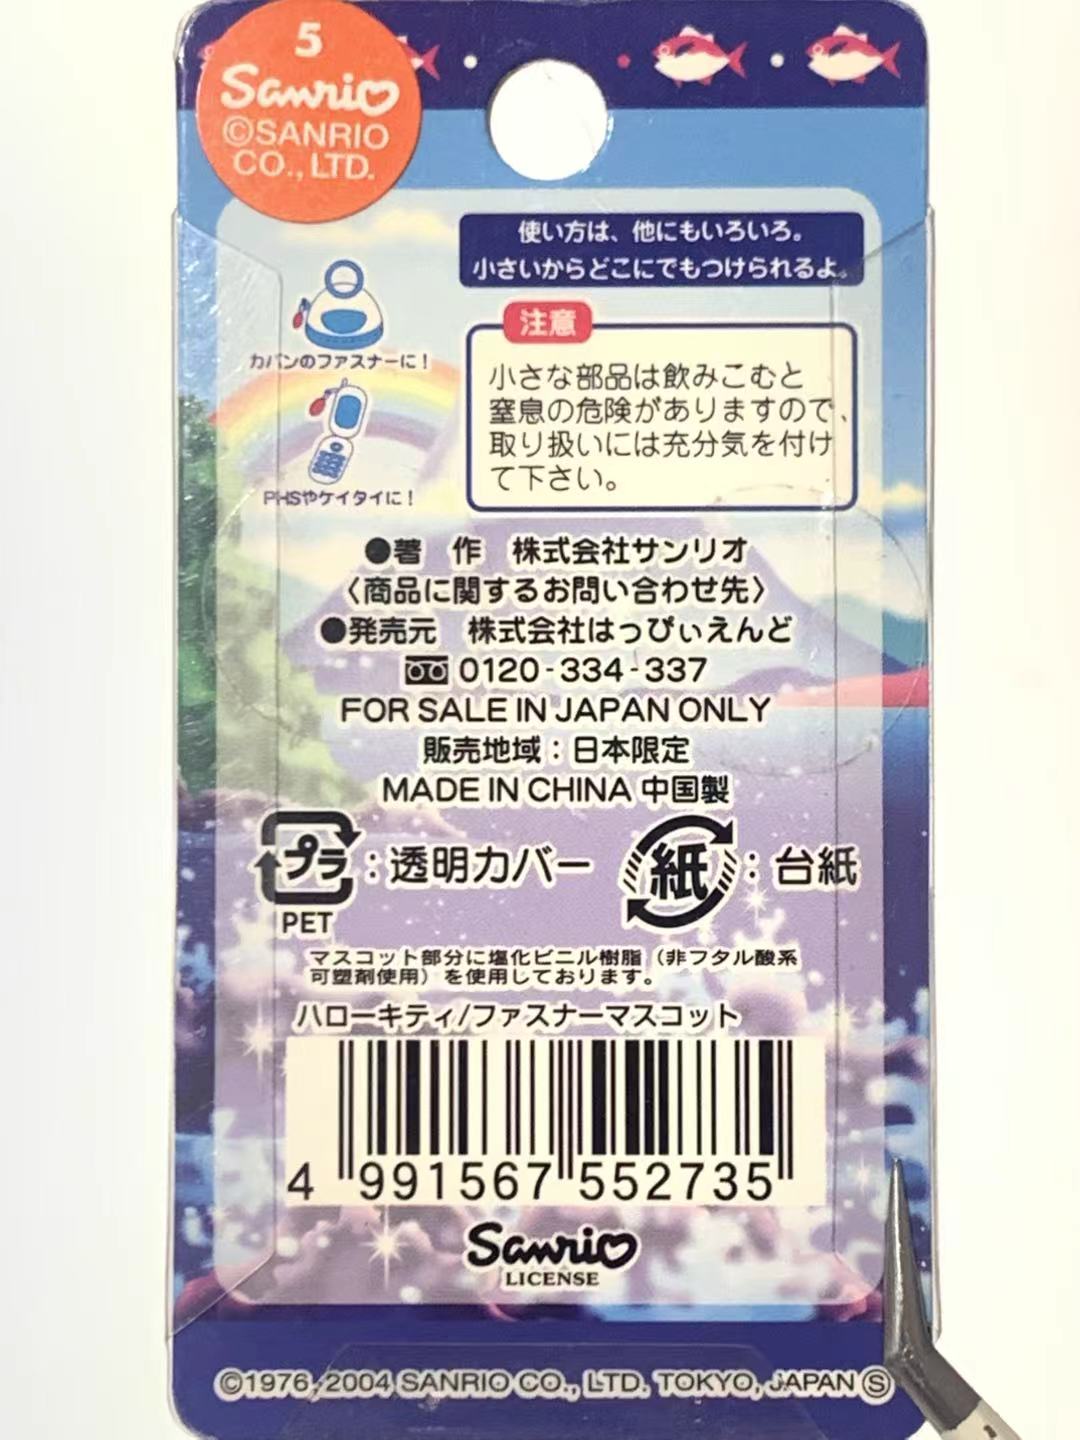 5
Sanrio
©SANRIO
CO., LTD.
使い方は、他にもいろいろ。
小さいからどこにでもつけられるよ。
カバンのファスナーに!
PHSやケイタイに!
注意
小さな部品は飲みこむと
窒息の危険がありますので、
取り扱いには充分気を付け
て下さい。
●著 作 株式会社サンリオ
〈商品に関するお問い合わせ先〉
●発売元 株式会社はっぴぃえんど
0120-334-337
FOR SALE IN JAPAN ONLY
販売地域:日本限定
MADE IN CHINA 中国製
プラ:透明カバー
PET
紙:台紙
マスコット部分に塩化ビニル樹脂(非フタル酸系
可塑剤使用)を使用しております。
ハローキティ/ファスナーマスコット
4 991567 552735
Sanrio
LICENSE
©1976, 2004 SANRIO CO., LTD. TOKYO, JAPAN Ⓢ